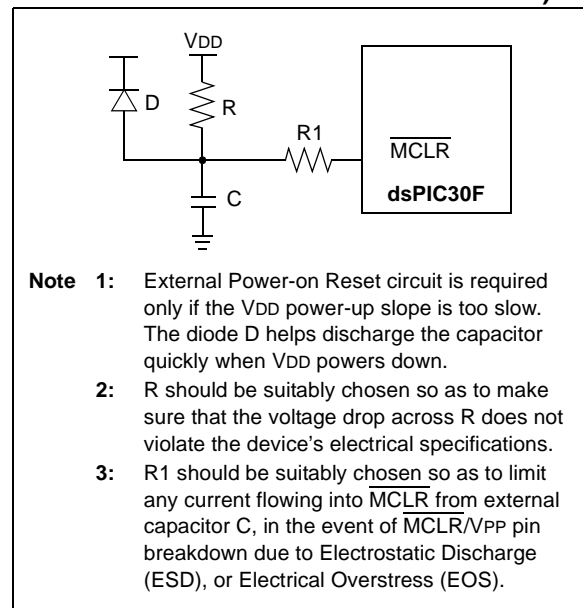 VDD
D
R
R1
MCLR
dsPIC30F
C
Note 1: External Power-on Reset circuit is required
only if the VDD power-up slope is too slow.
The diode D helps discharge the capacitor
quickly when VDD powers down.
2: R should be suitably chosen so as to make
sure that the voltage drop across R does not
violate the device's electrical specifications.
3: R1 should be suitably chosen so as to limit
any current flowing into MCLR from external
capacitor C, in the event of MCLR/VPP pin
breakdown due to Electrostatic Discharge
(ESD), or Electrical Overstress (EOS).